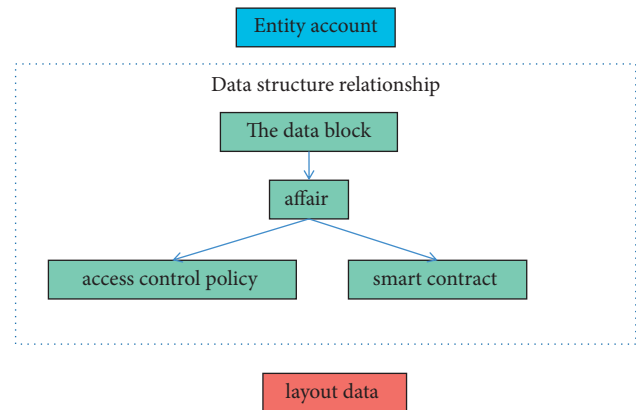 Entity account
Data structure relationship
The data block
affair
access control policy
smart contract
layout data